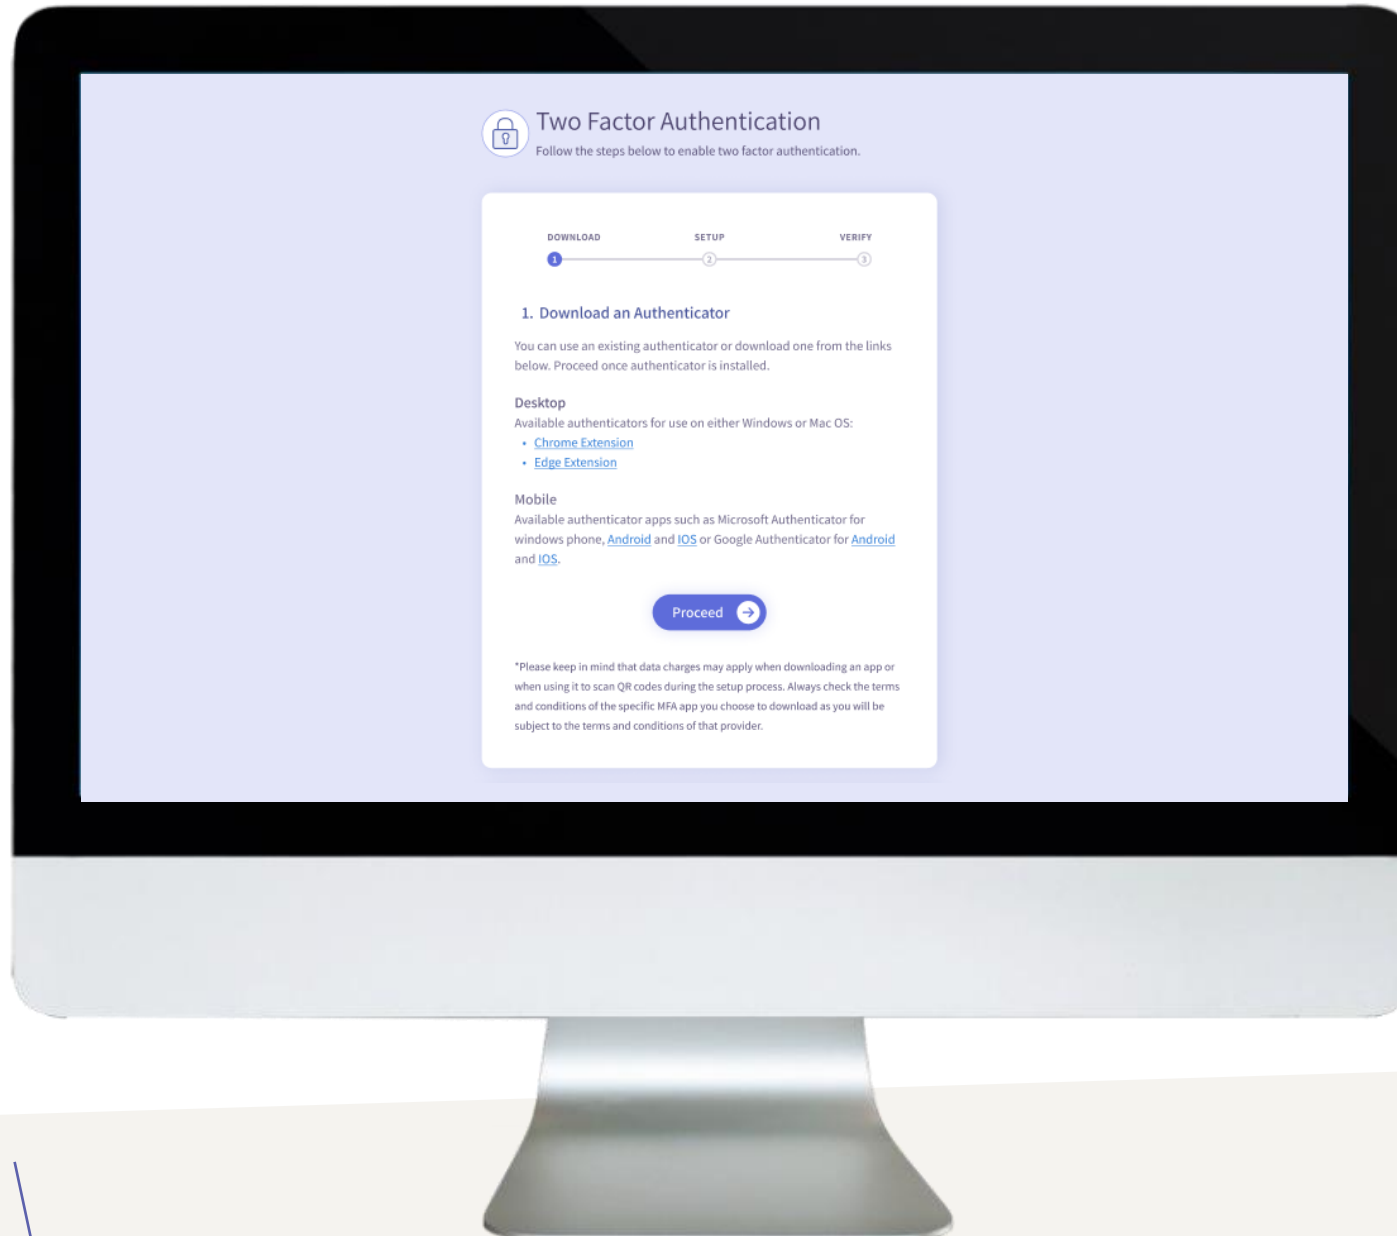 Two Factor Authentication
Follow the steps below to enable two factor authentication.
DOWNLOAD SETUP VERIFY
1 2 3
1. Download an Authenticator
You can use an existing authenticator or download one from the links
below. Proceed once authenticator is installed.
Desktop
Available authenticators for use on either Windows or Mac OS:
• Chrome Extension
• Edge Extension
Mobile
Available authenticator apps such as Microsoft Authenticator for
windows phone, Android and IOS or Google Authenticator for Android
and IOS.
Proceed
*Please keep in mind that data charges may apply when downloading an app or
when using it to scan QR codes during the setup process. Always check the terms
and conditions of the specific MFA app you choose to download as you will be
subject to the terms and conditions of that provider.